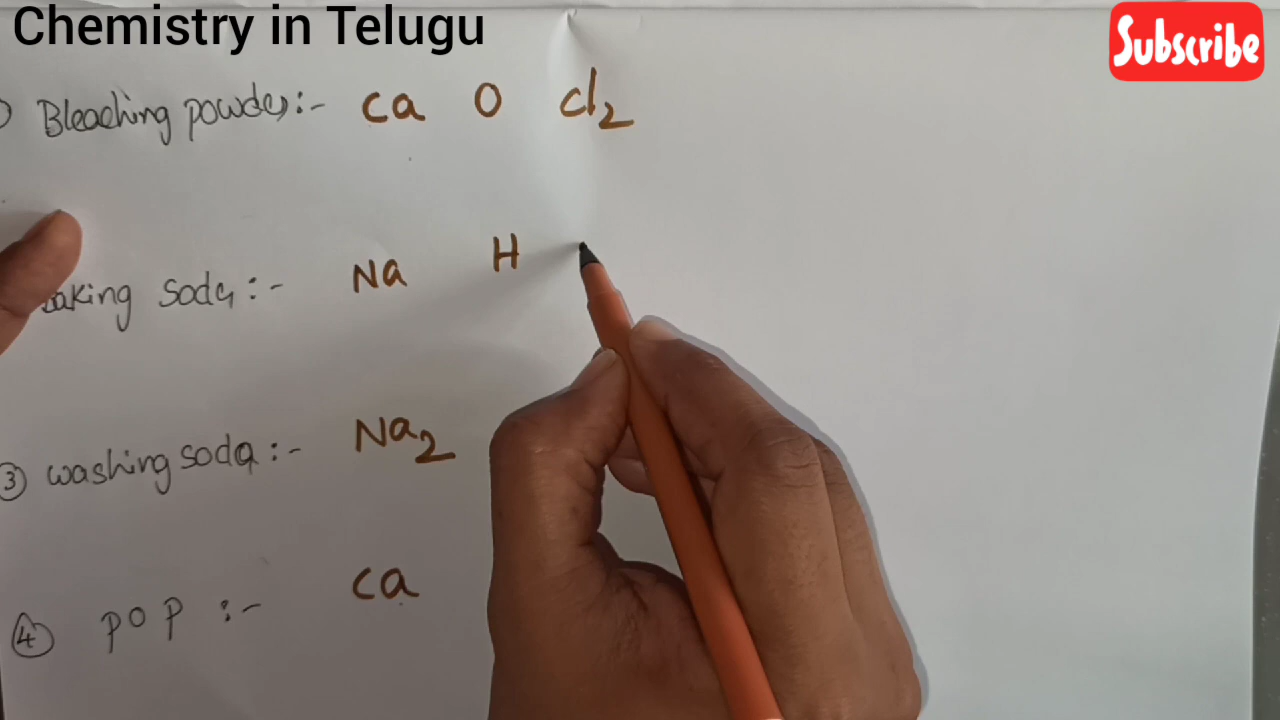 Chemistry in Telugu
Subscribe
Bleaching powder:- Ca O Cl2
aking soda:- Na H
③ washing soda:- Na2
④ POP :- Ca